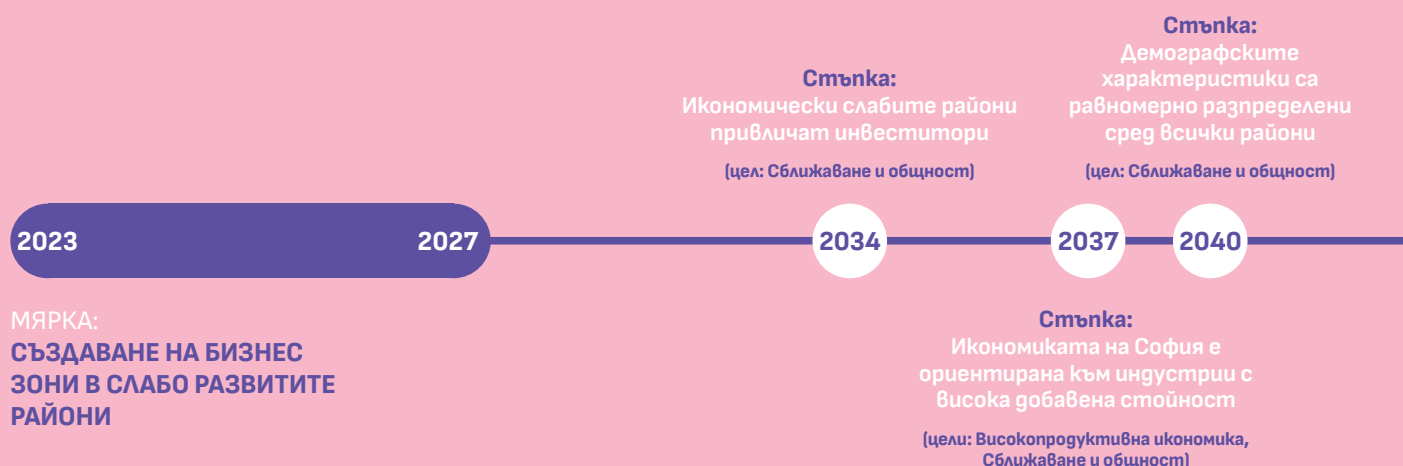 Стъпка:
Демографските
характеристики са
равномерно разпределени
сред всички райони
(цел: Сближаване и общност)
Стъпка:
Икономически слабите райони
привличат инвеститори
(цел: Сближаване и общност)
2023
2027
2034
2037
2040
МЯРКА:
СЪЗДАВАНЕ НА БИЗНЕС
ЗОНИ В СЛАБО РАЗВИТИТЕ
РАЙОНИ
Стъпка:
Икономиката на София е
ориентирана към индустрии с
висока добавена стойност
(цели: Високопродуктивна икономика,
Сближаване и общност)